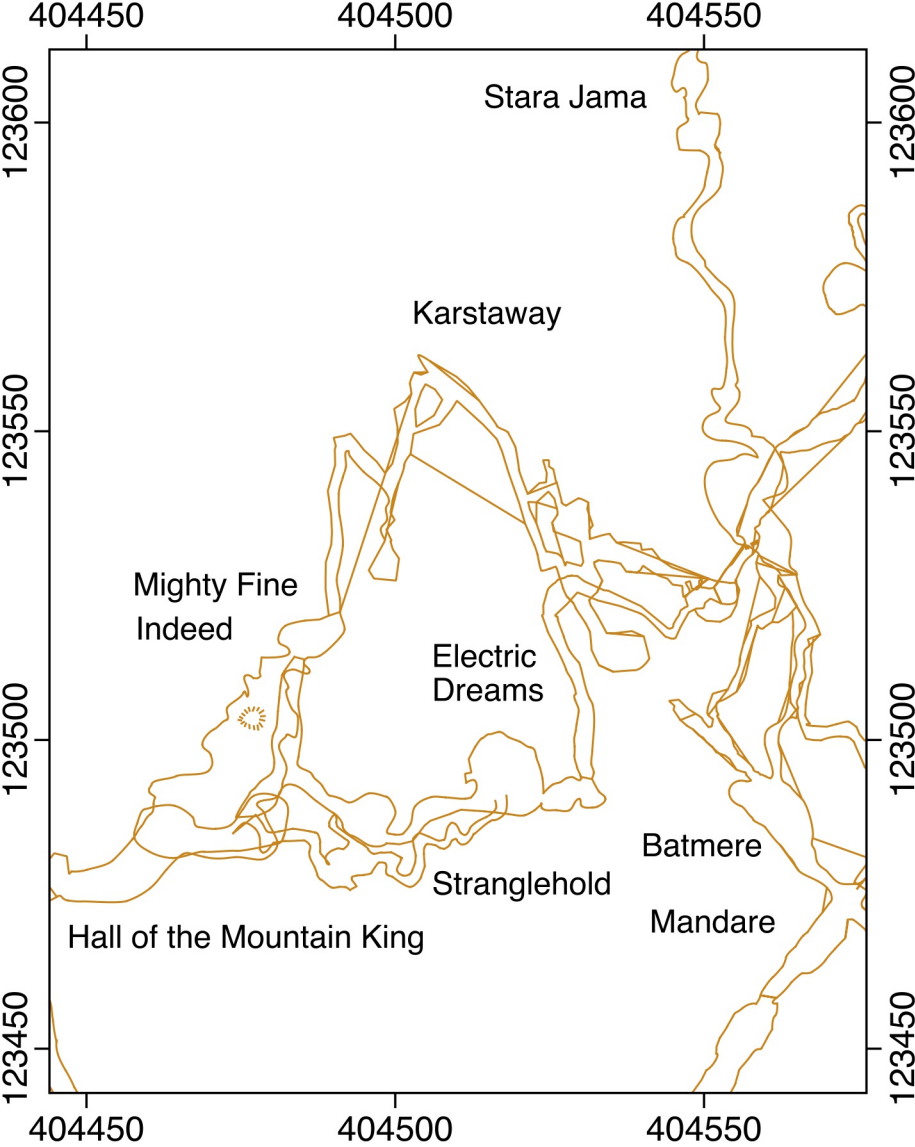 404450 404500 404550
123600 123600
Stara Jama
Karstaway
123550 123550
Mighty Fine
Indeed
Electric
Dreams
123500 123500
Batmere
Stranglehold
Mandare
Hall of the Mountain King
123450 123450
404450 404500 404550